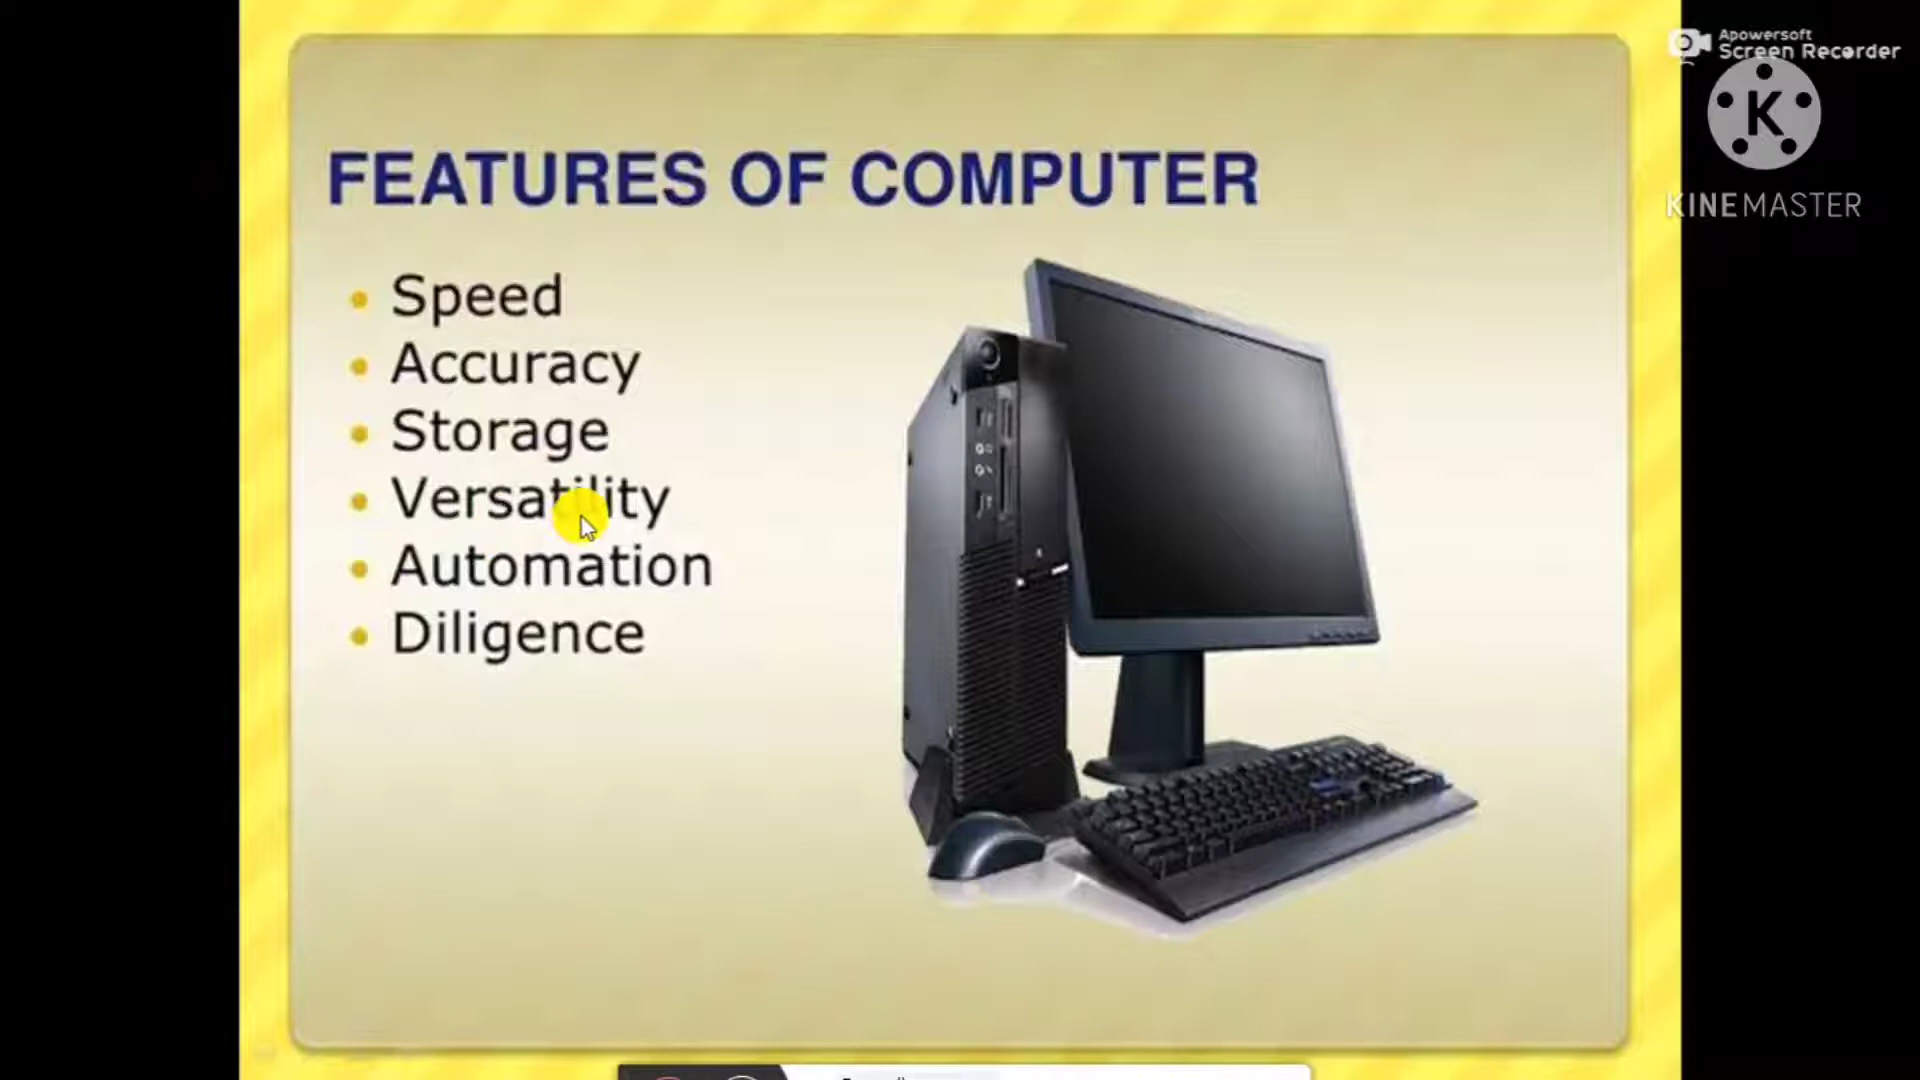 Apowersoft
Screen Recorder
K
KINEMASTER
FEATURES OF COMPUTER
Speed
Accuracy
Storage
Versatility
Automation
Diligence